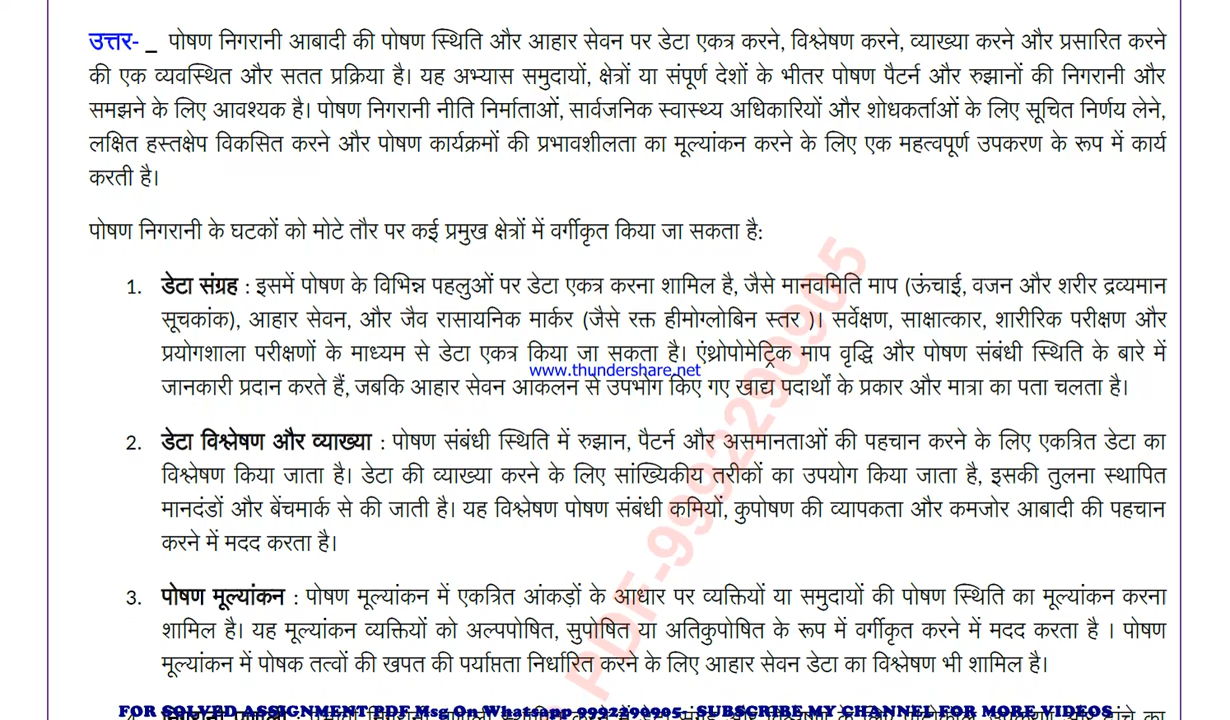 उत्तर- _ पोषण निगरानी आबादी की पोषण स्थिति और आहार सेवन पर डेटा एकत्र करने, विश्लेषण करने, व्याख्या करने और प्रसारित करने
की एक व्यवस्थित और सतत प्रक्रिया है। यह अभ्यास समुदायों, क्षेत्रों या संपूर्ण देशों के भीतर पोषण पैटर्न और रुझानों की निगरानी और
समझने के लिए आवश्यक है। पोषण निगरानी नीति निर्माताओं, सार्वजनिक स्वास्थ्य अधिकारियों और शोधकर्ताओं के लिए सूचित निर्णय लेने,
लक्षित हस्तक्षेप विकसित करने और पोषण कार्यक्रमों की प्रभावशीलता का मूल्यांकन करने के लिए एक महत्वपूर्ण उपकरण के रूप में कार्य
करती है।
पोषण निगरानी के घटकों को मोटे तौर पर कई प्रमुख क्षेत्रों में वर्गीकृत किया जा सकता है:
1. डेटा संग्रह : इसमें पोषण के विभिन्न पहलुओं पर डेटा एकत्र करना शामिल है, जैसे मानवमिति माप (ऊंचाई, वजन और शरीर द्रव्यमान
सूचकांक), आहार सेवन, और जैव रासायनिक मार्कर (जैसे रक्त हीमोग्लोबिन स्तर )। सर्वेक्षण, साक्षात्कार, शारीरिक परीक्षण और
प्रयोगशाला परीक्षणों के माध्यम से डेटा एकत्र किया जा सकता है। एंथ्रोपोमेट्रिक माप वृद्धि और पोषण संबंधी स्थिति के बारे में
www.thundershare.net
जानकारी प्रदान करते हैं, जबकि आहार सेवन आकलन से उपभोग किए गए खाद्य पदार्थों के प्रकार और मात्रा का पता चलता है।
2. डेटा विश्लेषण और व्याख्या : पोषण संबंधी स्थिति में रुझान, पैटर्न और असमानताओं की पहचान करने के लिए एकत्रित डेटा का
विश्लेषण किया जाता है। डेटा की व्याख्या करने के लिए सांख्यिकीय तरीकों का उपयोग किया जाता है, इसकी तुलना स्थापित
मानदंडों और बेंचमार्क से की जाती है। यह विश्लेषण पोषण संबंधी कमियों, कुपोषण की व्यापकता और कमजोर आबादी की पहचान
करने में मदद करता है।
3. पोषण मूल्यांकन : पोषण मूल्यांकन में एकत्रित आंकड़ों के आधार पर व्यक्तियों या समुदायों की पोषण स्थिति का मूल्यांकन करना
शामिल है। यह मूल्यांकन व्यक्तियों को अल्पपोषित, सुपोषित या अतिकुपोषित के रूप में वर्गीकृत करने में मदद करता है । पोषण
मूल्यांकन में पोषक तत्वों की खपत की पर्याप्तता निर्धारित करने के लिए आहार सेवन डेटा का विश्लेषण भी शामिल है।
PDF-9992290905
FOR SOLVED ASSIGNMENT PDF Msg On Whatsapp 9992290905- SUBSCRIBE MY CHANNEL FOR MORE VIDEOS